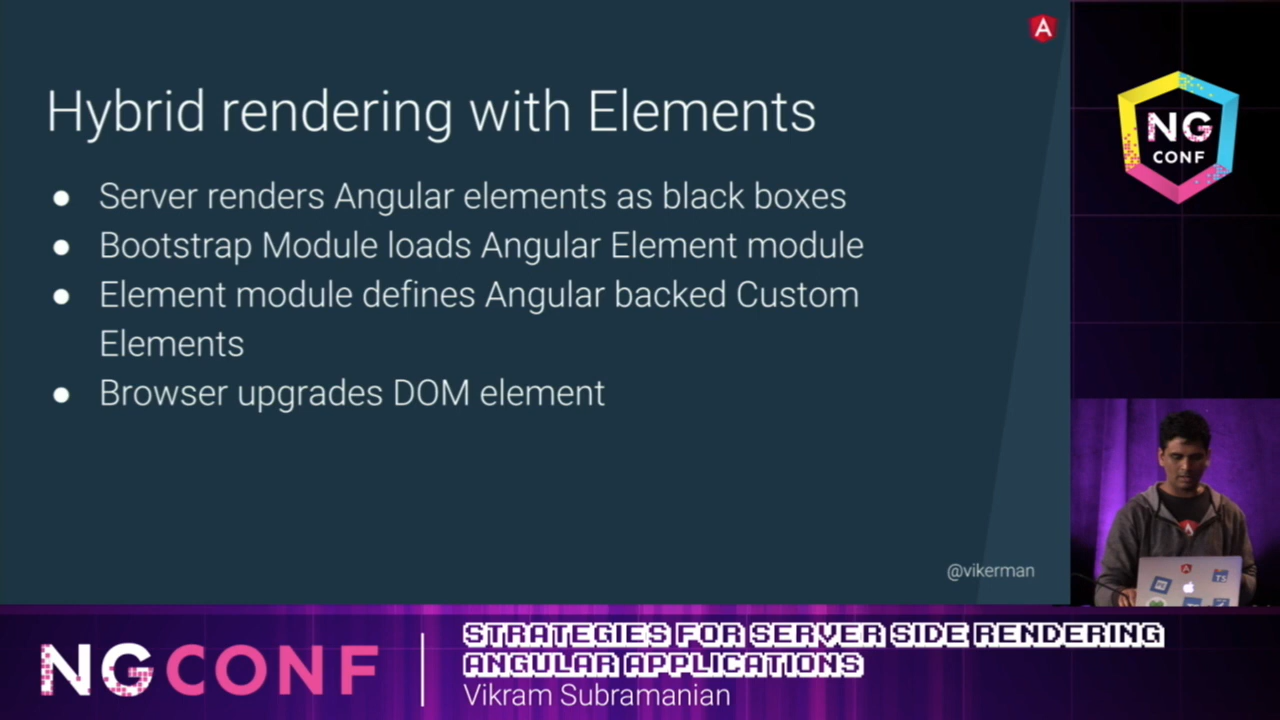 Hybrid rendering with Elements
● Server renders Angular elements as black boxes
● Bootstrap Module loads Angular Element module
● Element module defines Angular backed Custom
Elements
● Browser upgrades DOM element
@vikerman
A
NG
CONF
NGCONF
STRATEGIES FOR SERVER SIDE RENDERING
ANGULAR APPLICATIONS
Vikram Subramanian